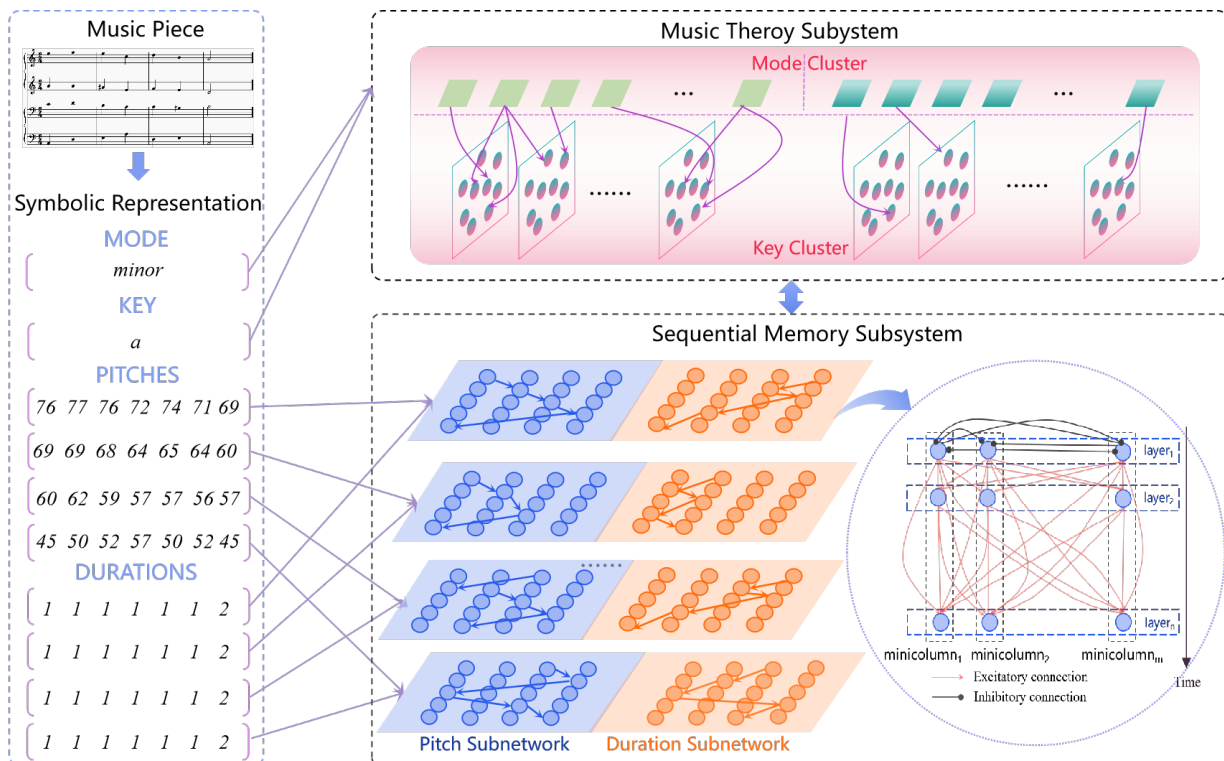 Music Piece
Symbolic Representation
MODE
minor
KEY
a
PITCHES
76 77 76 72 74 71 69
69 69 68 64 65 64 60
60 62 59 57 57 56 57
45 50 52 57 50 52 45
DURATIONS
1 1 1 1 1 1 2
1 1 1 1 1 1 2
1 1 1 1 1 1 2
1 1 1 1 1 1 2
Music Theroy Subystem
Mode Cluster
...
...
......
......
Key Cluster
Sequential Memory Subsystem
......
Pitch Subnetwork
Duration Subnetwork
layer₁
layer₂
layerₙ
minicolumn₁ minicolumn₂ minicolumnₘ
Excitatory connection
Inhibitory connection
Time